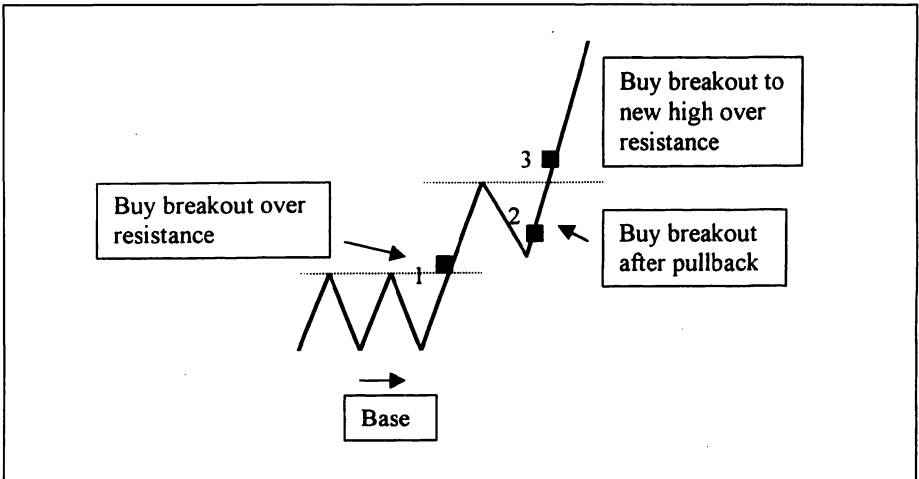 Buy breakout to
new high over
resistance
3
Buy breakout over
resistance
2
Buy breakout
after pullback
1
Base